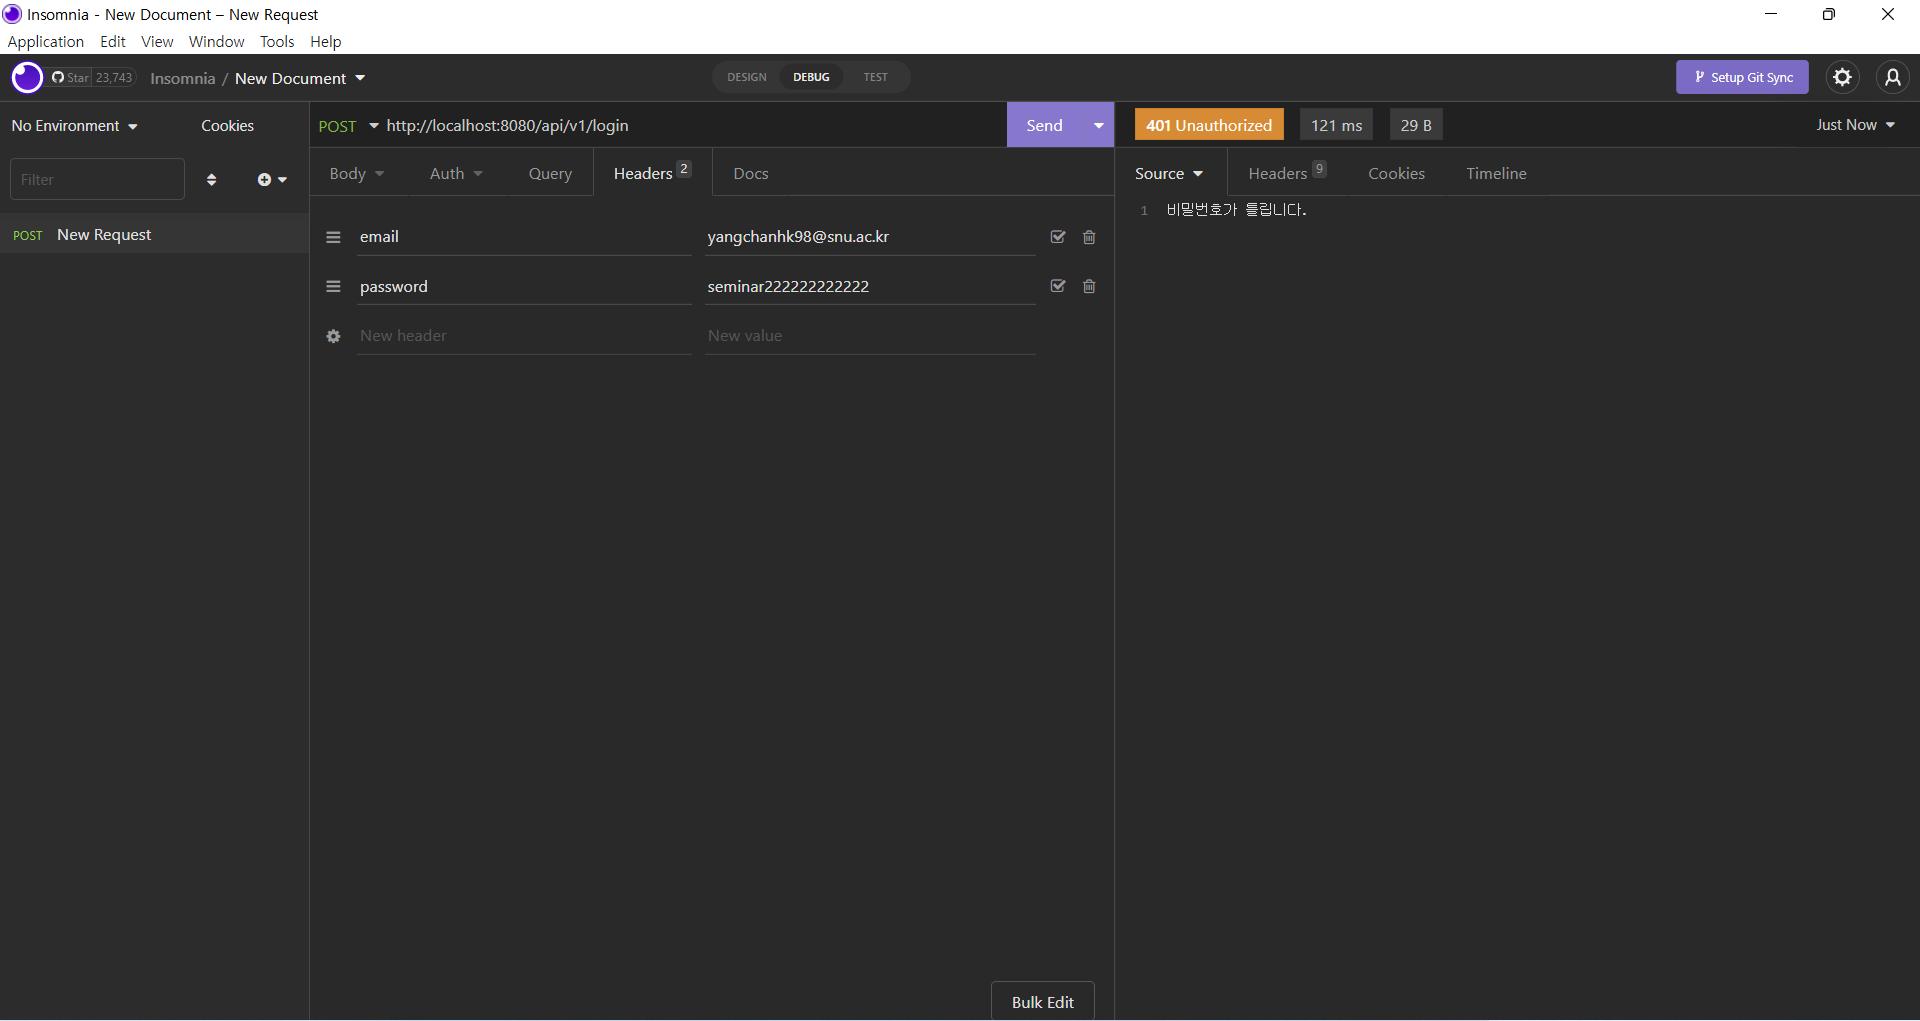 Insomnia - New Document – New Request
Application Edit View Window Tools Help
Star 23,743 Insomnia / New Document DESIGN DEBUG TEST Setup Git Sync
No Environment Cookies
Filter
POST New Request
POST http://localhost:8080/api/v1/login Send
Body Auth Query Headers 2 Docs
email yangchanhk98@snu.ac.kr
password seminar222222222222
New header New value
Bulk Edit
401 Unauthorized 121 ms 29 B Just Now
Source Headers 9 Cookies Timeline
1 비밀번호가 틀립니다.